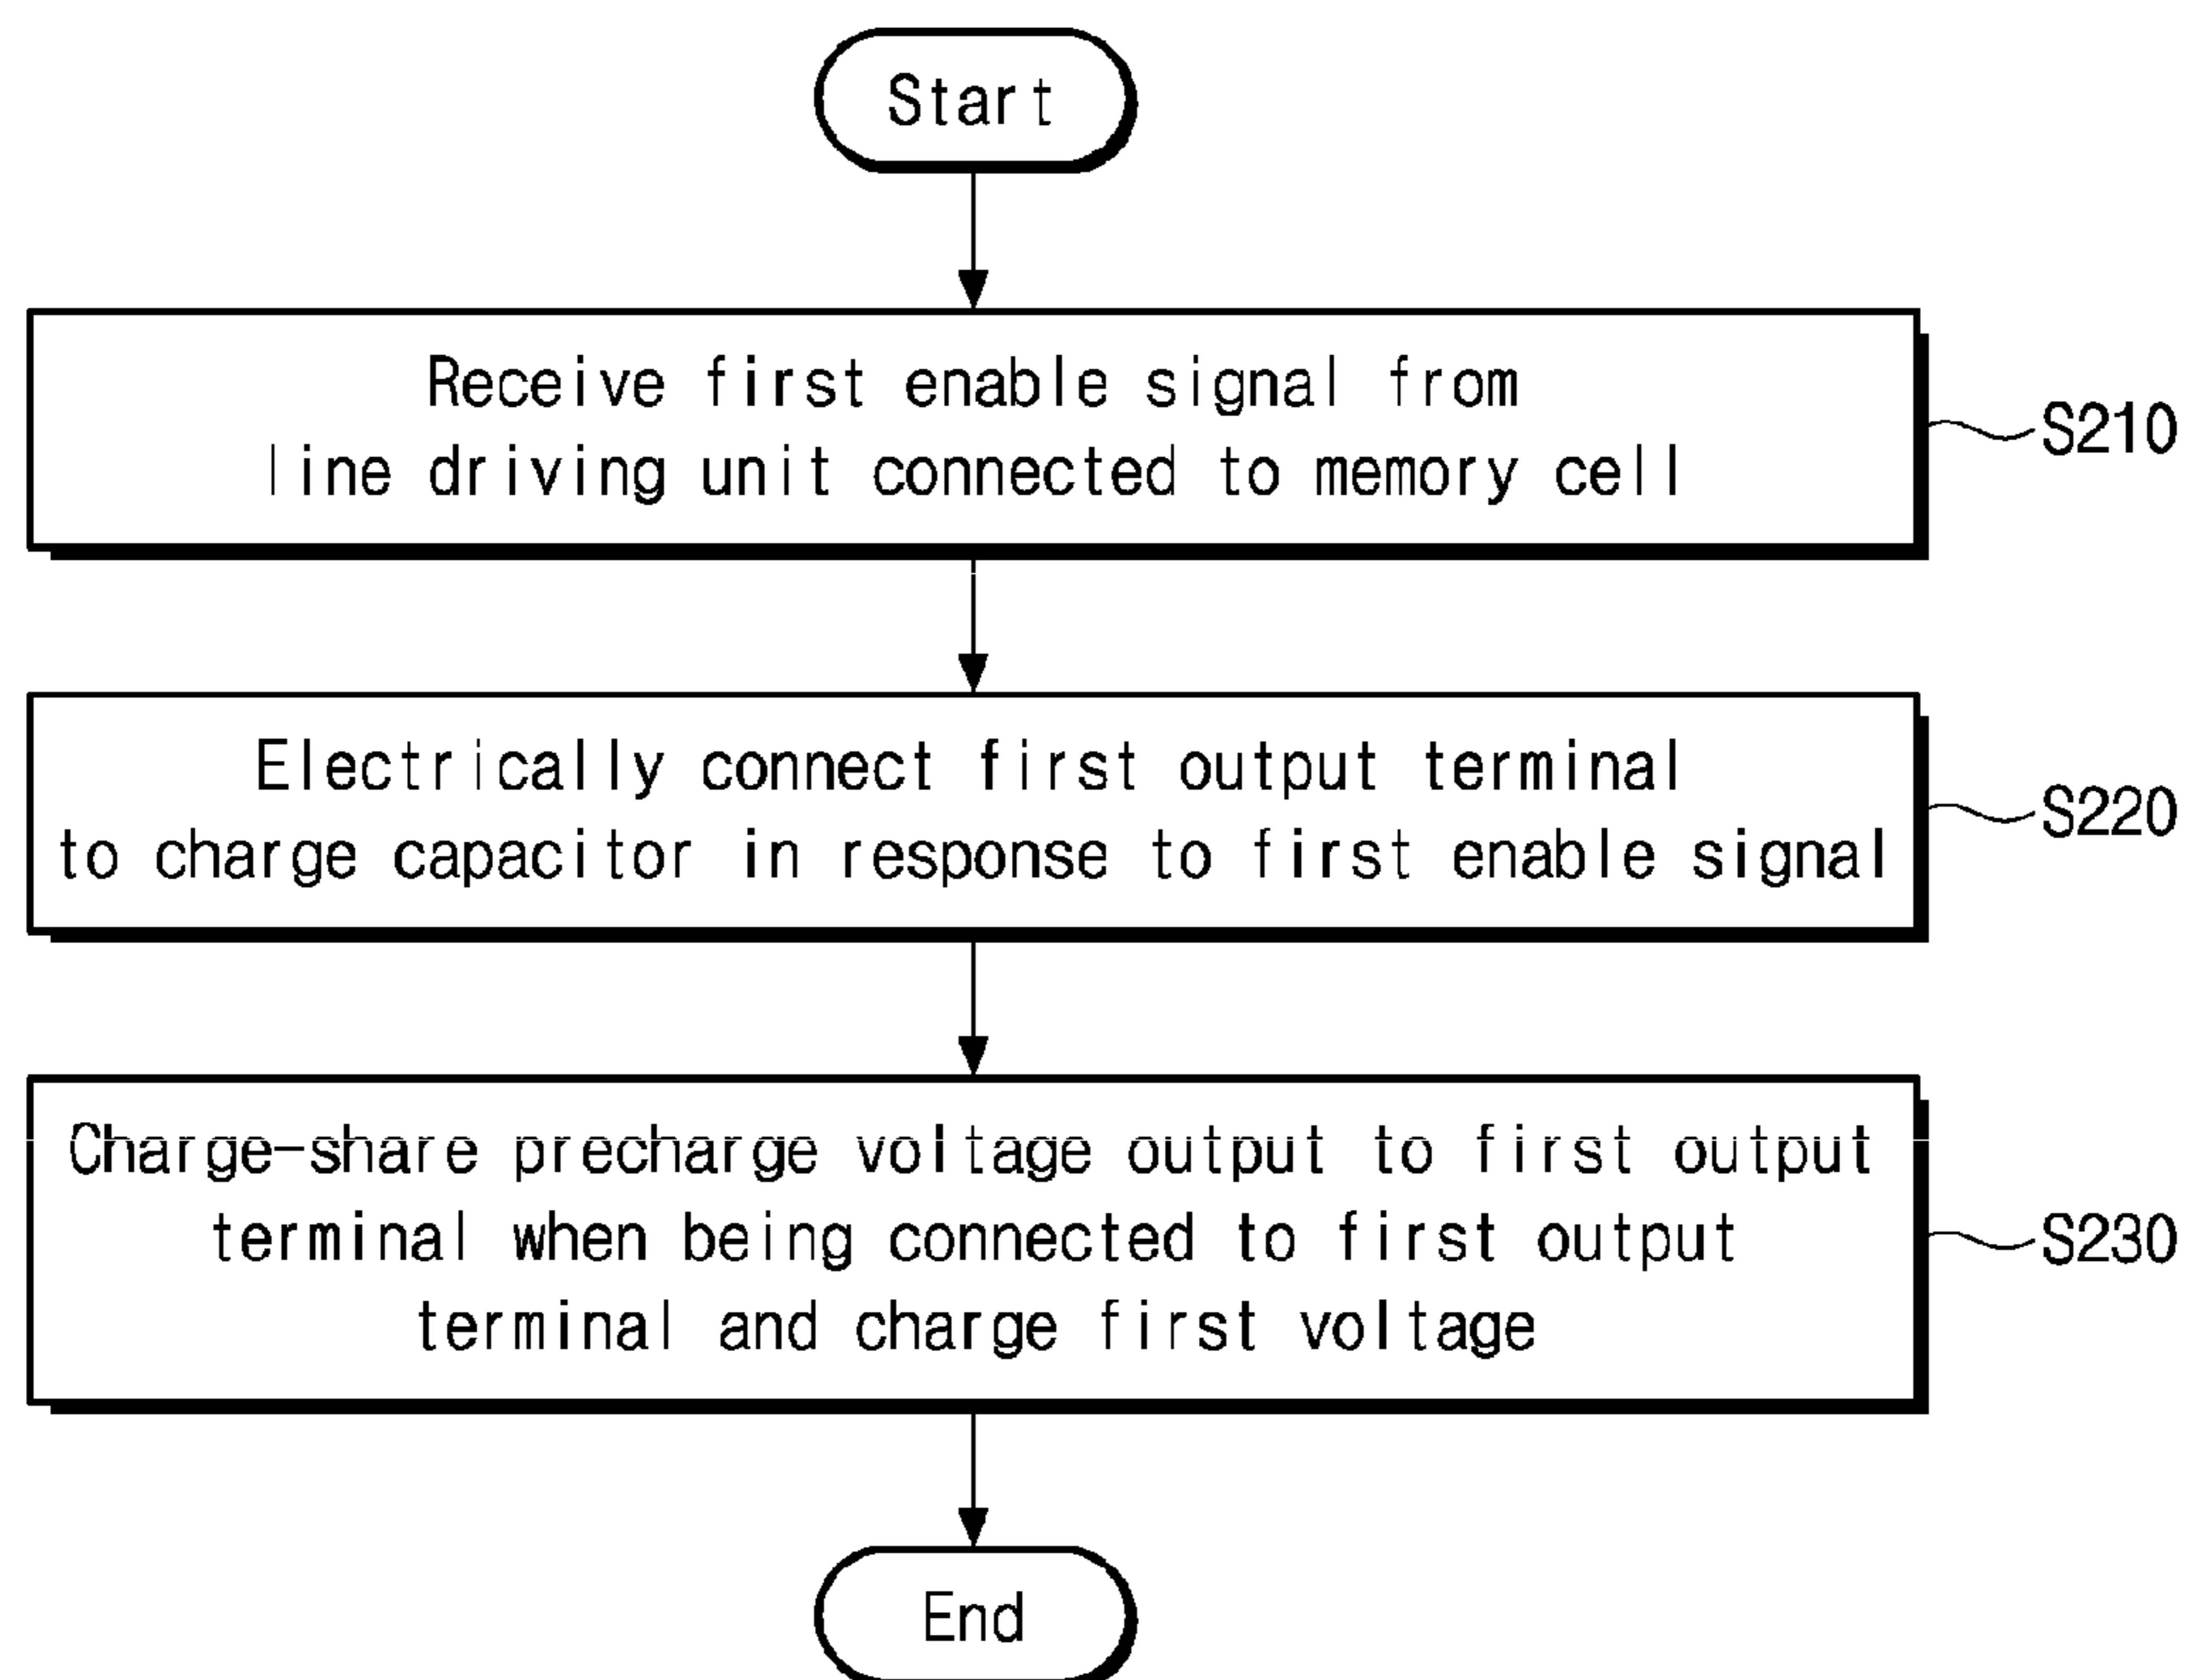 Start
Receive first enable signal from
line driving unit connected to memory cell
S210
Electrically connect first output terminal
to charge capacitor in response to first enable signal
S220
Charge-share precharge voltage output to first output
terminal when being connected to first output
terminal and charge first voltage
S230
End